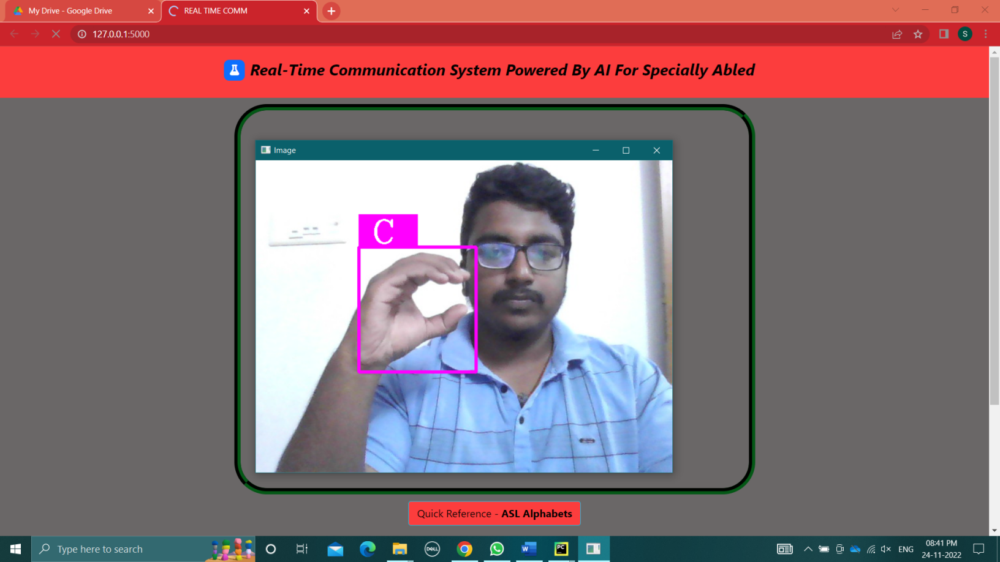 My Drive - Google Drive
REAL TIME COMM
127.0.0.1:5000
S
Real-Time Communication System Powered By AI For Specially Abled
Image
C
Quick Reference - ASL Alphabets
Type here to search
DELL
W
PC
ENG
08:41 PM
24-11-2022